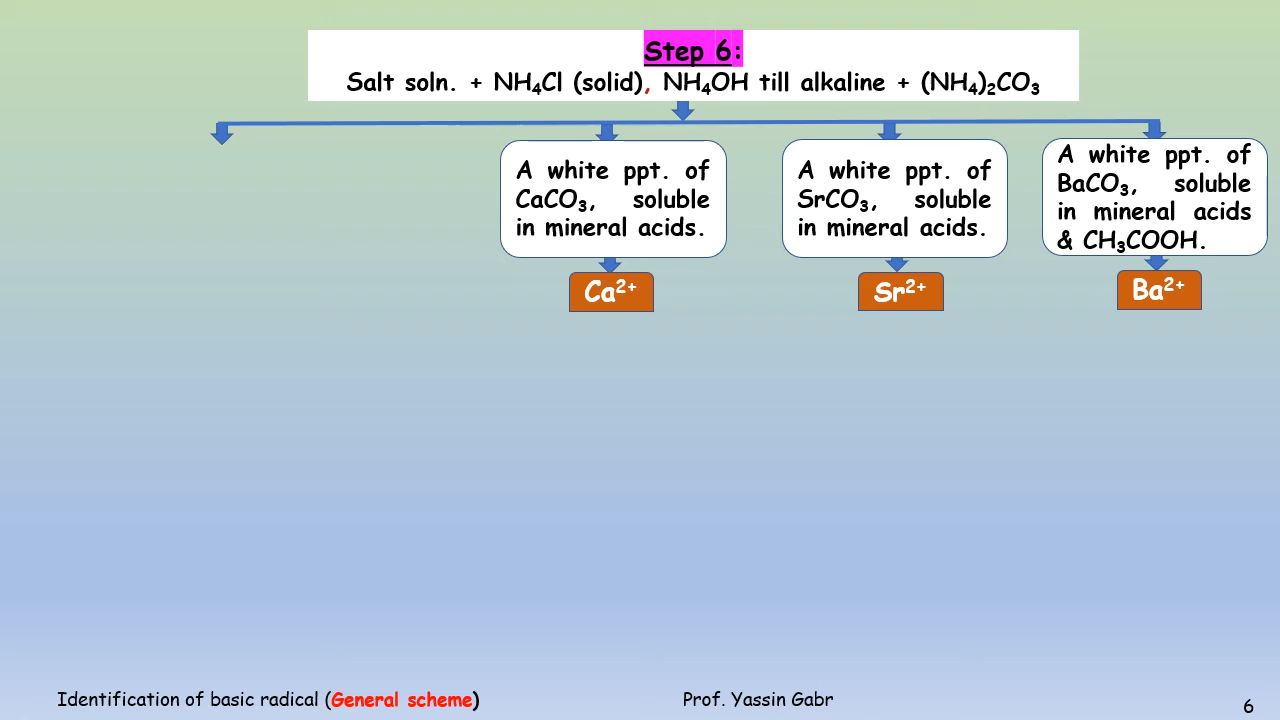 Step 6:
Salt soln. + NH₄Cl (solid), NH₄OH till alkaline + (NH₄)₂CO₃
A white ppt. of
CaCO₃, soluble
in mineral acids.
Ca²⁺
A white ppt. of
SrCO₃, soluble
in mineral acids.
Sr²⁺
A white ppt. of
BaCO₃, soluble
in mineral acids
& CH₃COOH.
Ba²⁺
Identification of basic radical (General scheme)
Prof. Yassin Gabr
6